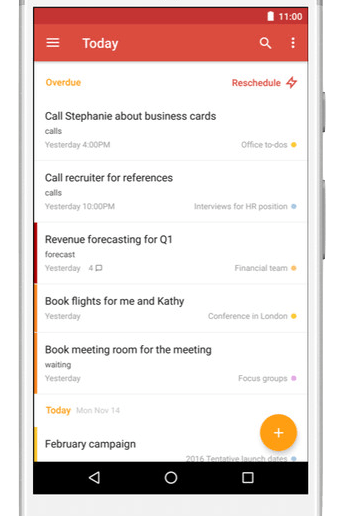 11:00
Today
Overdue
Reschedule
Call Stephanie about business cards
calls
Yesterday 4:00PM
Office to-dos
Call recruiter for references
calls
Yesterday 10:00PM
Interviews for HR position
Revenue forecasting for Q1
forecast
Yesterday 4
Financial team
Book flights for me and Kathy
Yesterday
Conference in London
Book meeting room for the meeting
waiting
Yesterday
Focus groups
Today Mon Nov 14
February campaign
2016 Tentative launch dates